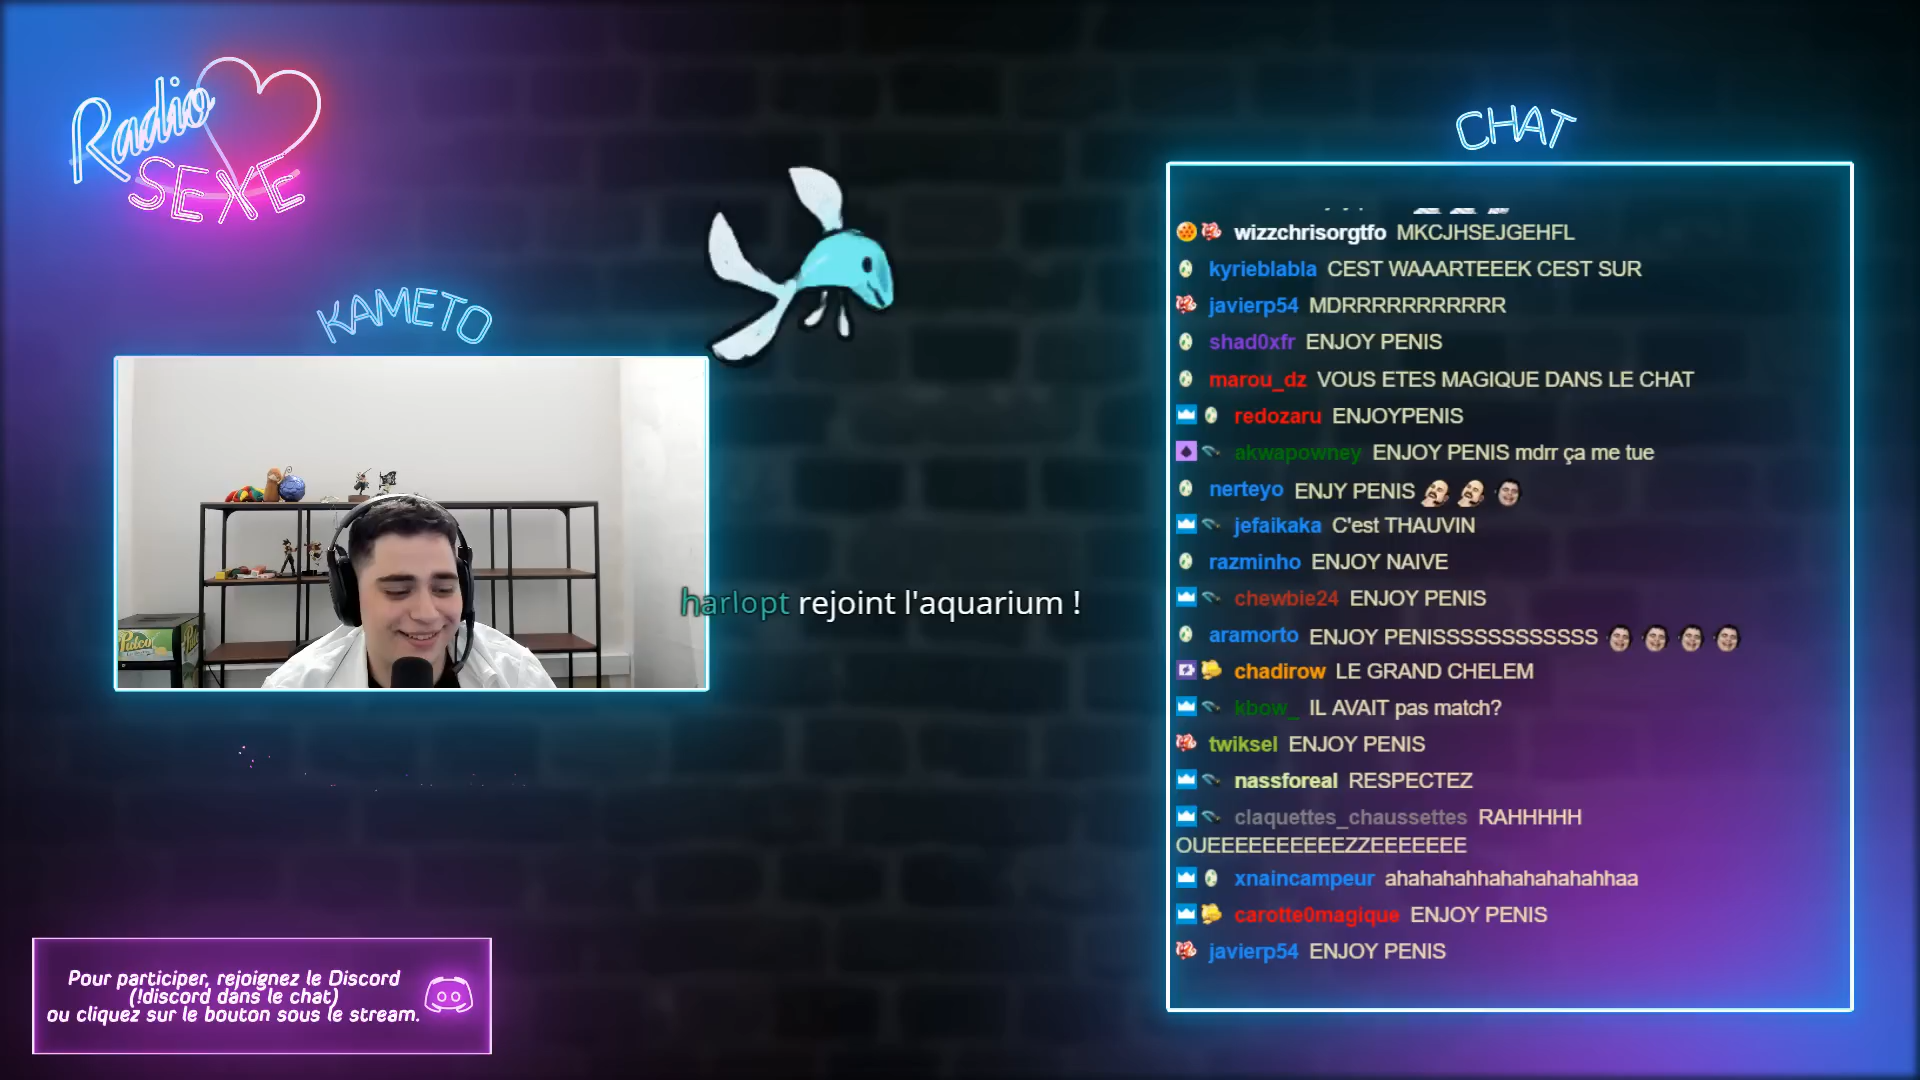 Radio
SEXE
KAMETO
Pulco
harlopt rejoint l'aquarium !
Pour participer, rejoignez le Discord
(!discord dans le chat)
ou cliquez sur le bouton sous le stream.
CHAT
wizzchrisorgtfo MKCJHSEJGEHFL
kyrieblabla CEST WAAARTEEEK CEST SUR
javierp54 MDRRRRRRRRRRR
shad0xfr ENJOY PENIS
marou_dz VOUS ETES MAGIQUE DANS LE CHAT
redozaru ENJOYPENIS
akwapowney ENJOY PENIS mdrr ça me tue
nerteyo ENJY PENIS
jefaikaka C'est THAUVIN
razminho ENJOY NAIVE
chewbie24 ENJOY PENIS
aramorto ENJOY PENISSSSSSSSSSSS
chadirow LE GRAND CHELEM
kbow_ IL AVAIT pas match?
twiksel ENJOY PENIS
nassforeal RESPECTEZ
claquettes_chaussettes RAHHHHH
OUEEEEEEEEEEZZEEEEEEE
xnaincampeur ahahahahhahahahahahhaa
carotte0magique ENJOY PENIS
javierp54 ENJOY PENIS